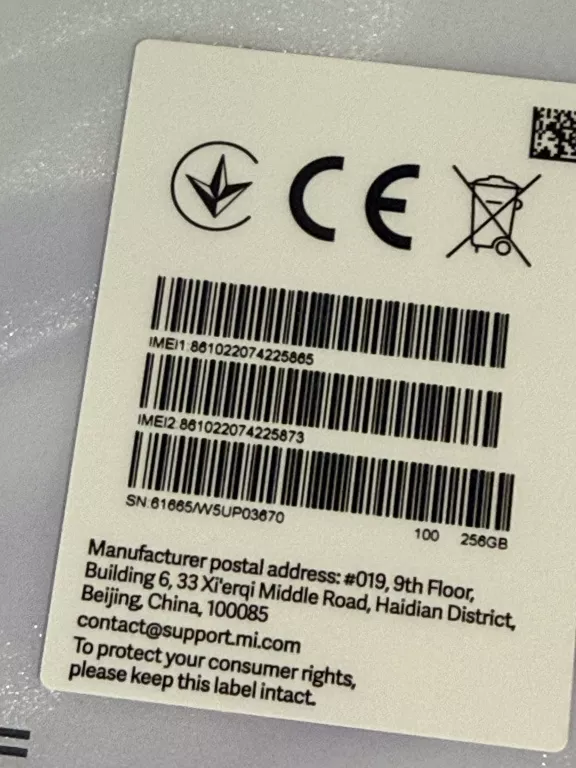 CE
IMEI1:861022074225865
IMEI2:861022074225873
SN:61665/W5UP03670
100 256GB
Manufacturer postal address: #019, 9th Floor,
Building 6, 33 Xi'erqi Middle Road, Haidian District,
Beijing, China, 100085
contact@support.mi.com
To protect your consumer rights,
please keep this label intact.